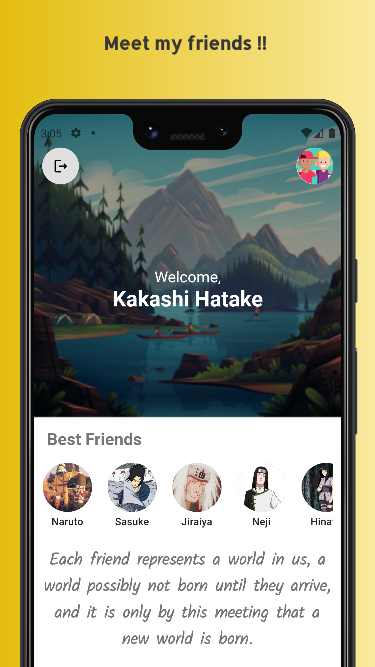 Meet my friends !!
3:05
Welcome,
Kakashi Hatake
Best Friends
Naruto Sasuke Jiraiya Neji Hina
Each friend represents a world in us, a
world possibly not born until they arrive,
and it is only by this meeting that a
new world is born.